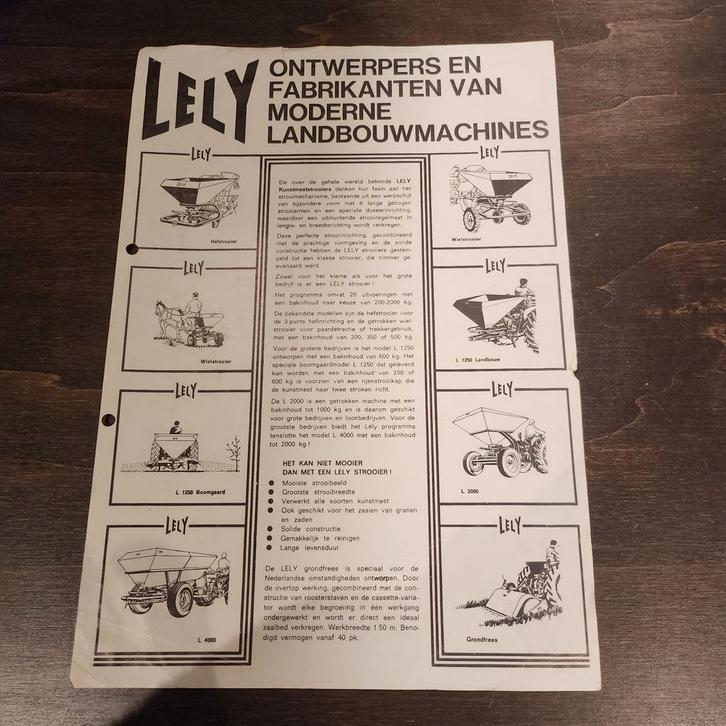 LELY
ONTWERPERS EN
FABRIKANTEN VAN
MODERNE
LANDBOUWMACHINES
LELY
Hefstrooier
LELY
Wielstrooier
LELY
L 1250 Boomgaard
LELY
L 4000
De over de gehele wereld bekende LELY
Kunstmeststrooiers danken hun faam aan het
strooimechanisme, bestaande uit een werpschijf
van bijzondere vorm met 6 lange gebogen
strooiarmen en een speciale doseerinrichting,
waardoor een uitmuntende strooiregelmaat in
lengte- en breedterichting wordt verkregen.
Deze perfecte strooiinrichting, gecombineerd
met de prachtige vormgeving en de solide
constructie hebben de LELY strooiers gestem-
peld tot een klasse strooier, die nimmer ge-
evenaard werd.
Zowel voor het kleine als voor het grote
bedrijf is er een LELY strooier!
Het programma omvat 20 uitvoeringen met
een bakinhoud naar keuze van 200-2000 kg.
De bekendste modellen zijn de hefstrooier voor
de 3-punts hefinrichting en de getrokken wiel-
strooier voor paardetractie of trekkergebruik,
met een bakinhoud van 200, 350 of 500 kg.
Voor de grotere bedrijven is het model L 1250
ontworpen met een bakinhoud van 600 kg. Het
speciale boomgaardmodel L 1250 dat geleverd
kan worden met een bakinhoud van 200 of
600 kg is voorzien van een rijenstrooikap die
de kunstmest naar twee stroken richt.
De L 2000 is een getrokken machine met een
bakinhoud tot 1000 kg en is daarom geschikt
voor grote bedrijven en loonbedrijven. Voor de
grootste bedrijven biedt het Lely programma
tenslotte het model L 4000 met een bakinhoud
tot 2000 kg!
HET KAN NIET MOOIER
DAN MET EEN LELY STROOIER!
● Mooiste strooibeeld
● Grootste strooibreedte
● Verwerkt alle soorten kunstmest
● Ook geschikt voor het zaaien van granen
en zaden
● Solide constructie
● Gemakkelijk te reinigen
● Lange levensduur.
De LELY grondfrees is speciaal voor de
Nederlandse omstandigheden ontworpen. Door
de overtop werking, gecombineerd met de con-
structie van roosterstaven en de cassette-varia-
tor wordt elke begroeiing in één werkgang
ondergewerkt en wordt er direct een ideaal
zaaibed verkregen. Werkbreedte 1.50 m. Beno-
digd vermogen vanaf 40 pk.
LELY
Wielstrooier
LELY
L 1250 Landbouw
LELY
L 2000
LELY
Grondfrees